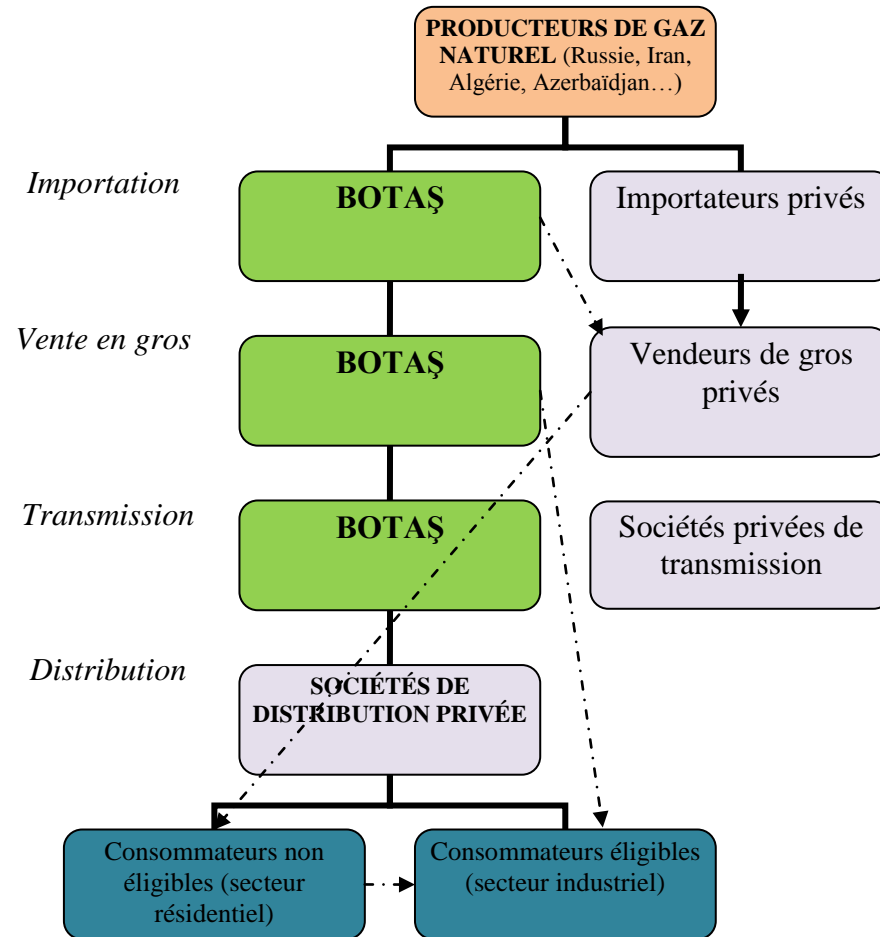 PRODUCTEURS DE GAZ
NATUREL (Russie, Iran,
Algérie, Azerbaïdjan…)
Importation
BOTAŞ
Importateurs privés
Vente en gros
BOTAŞ
Vendeurs de gros
privés
Transmission
BOTAŞ
Sociétés privées de
transmission
Distribution
SOCIÉTÉS DE
DISTRIBUTION PRIVÉE
Consommateurs non
éligibles (secteur
résidentiel)
Consommateurs éligibles
(secteur industriel)